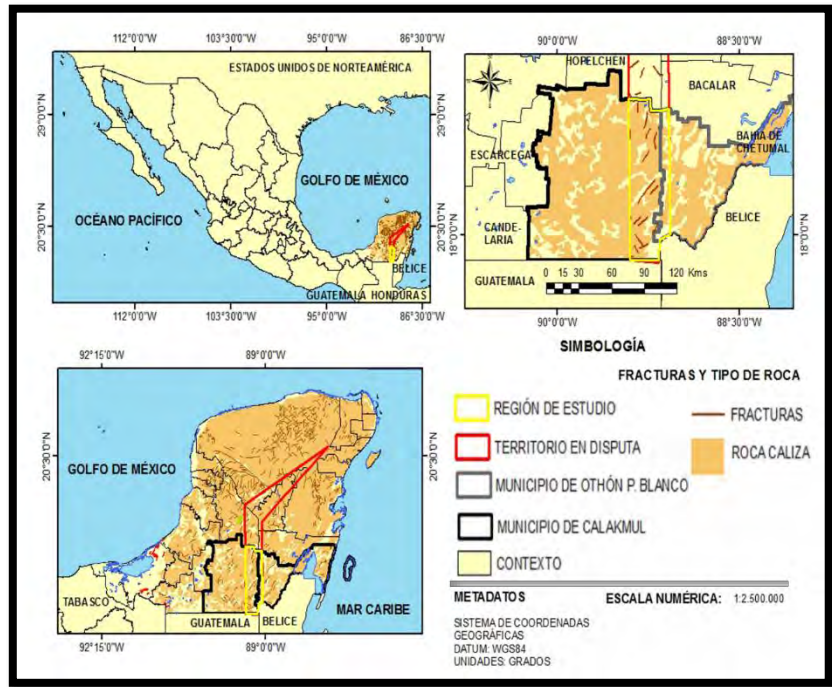 112°0'0"W 103°30'0"W 95°0'0"W 86°30'0"W
ESTADOS UNIDOS DE NORTEAMÉRICA
29°0'0"N
29°0'0"N
GOLFO DE MÉXICO
OCÉANO PACÍFICO
20°30'0"N
20°30'0"N
BELICE
GUATEMALA HONDURAS
112°0'0"W 103°30'0"W 95°0'0"W 86°30'0"W
90°0'0"W 88°30'0"W
HOPELCHEN
BACALAR
BAHIA DE
CHETUMAL
ESCARCEGA
BELICE
CANDE-
LARIA
18°0'0"N
18°0'0"N
GUATEMALA
0 15 30 60 90 120 Kms
90°0'0"W 88°30'0"W
92°15'0"W 89°0'0"W
GOLFO DE MÉXICO
20°30'0"N
20°30'0"N
TABASCO
MAR CARIBE
GUATEMALA BELICE
92°15'0"W 89°0'0"W
SIMBOLOGÍA
FRACTURAS Y TIPO DE ROCA
REGIÓN DE ESTUDIO
FRACTURAS
TERRITORIO EN DISPUTA
ROCA CALIZA
MUNICIPIO DE OTHÓN P. BLANCO
MUNICIPIO DE CALAKMUL
CONTEXTO
METADATOS ESCALA NUMÉRICA: 1:2.500.000
SISTEMA DE COORDENADAS
GEOGRÁFICAS
DATUM: WGS84
UNIDADES: GRADOS